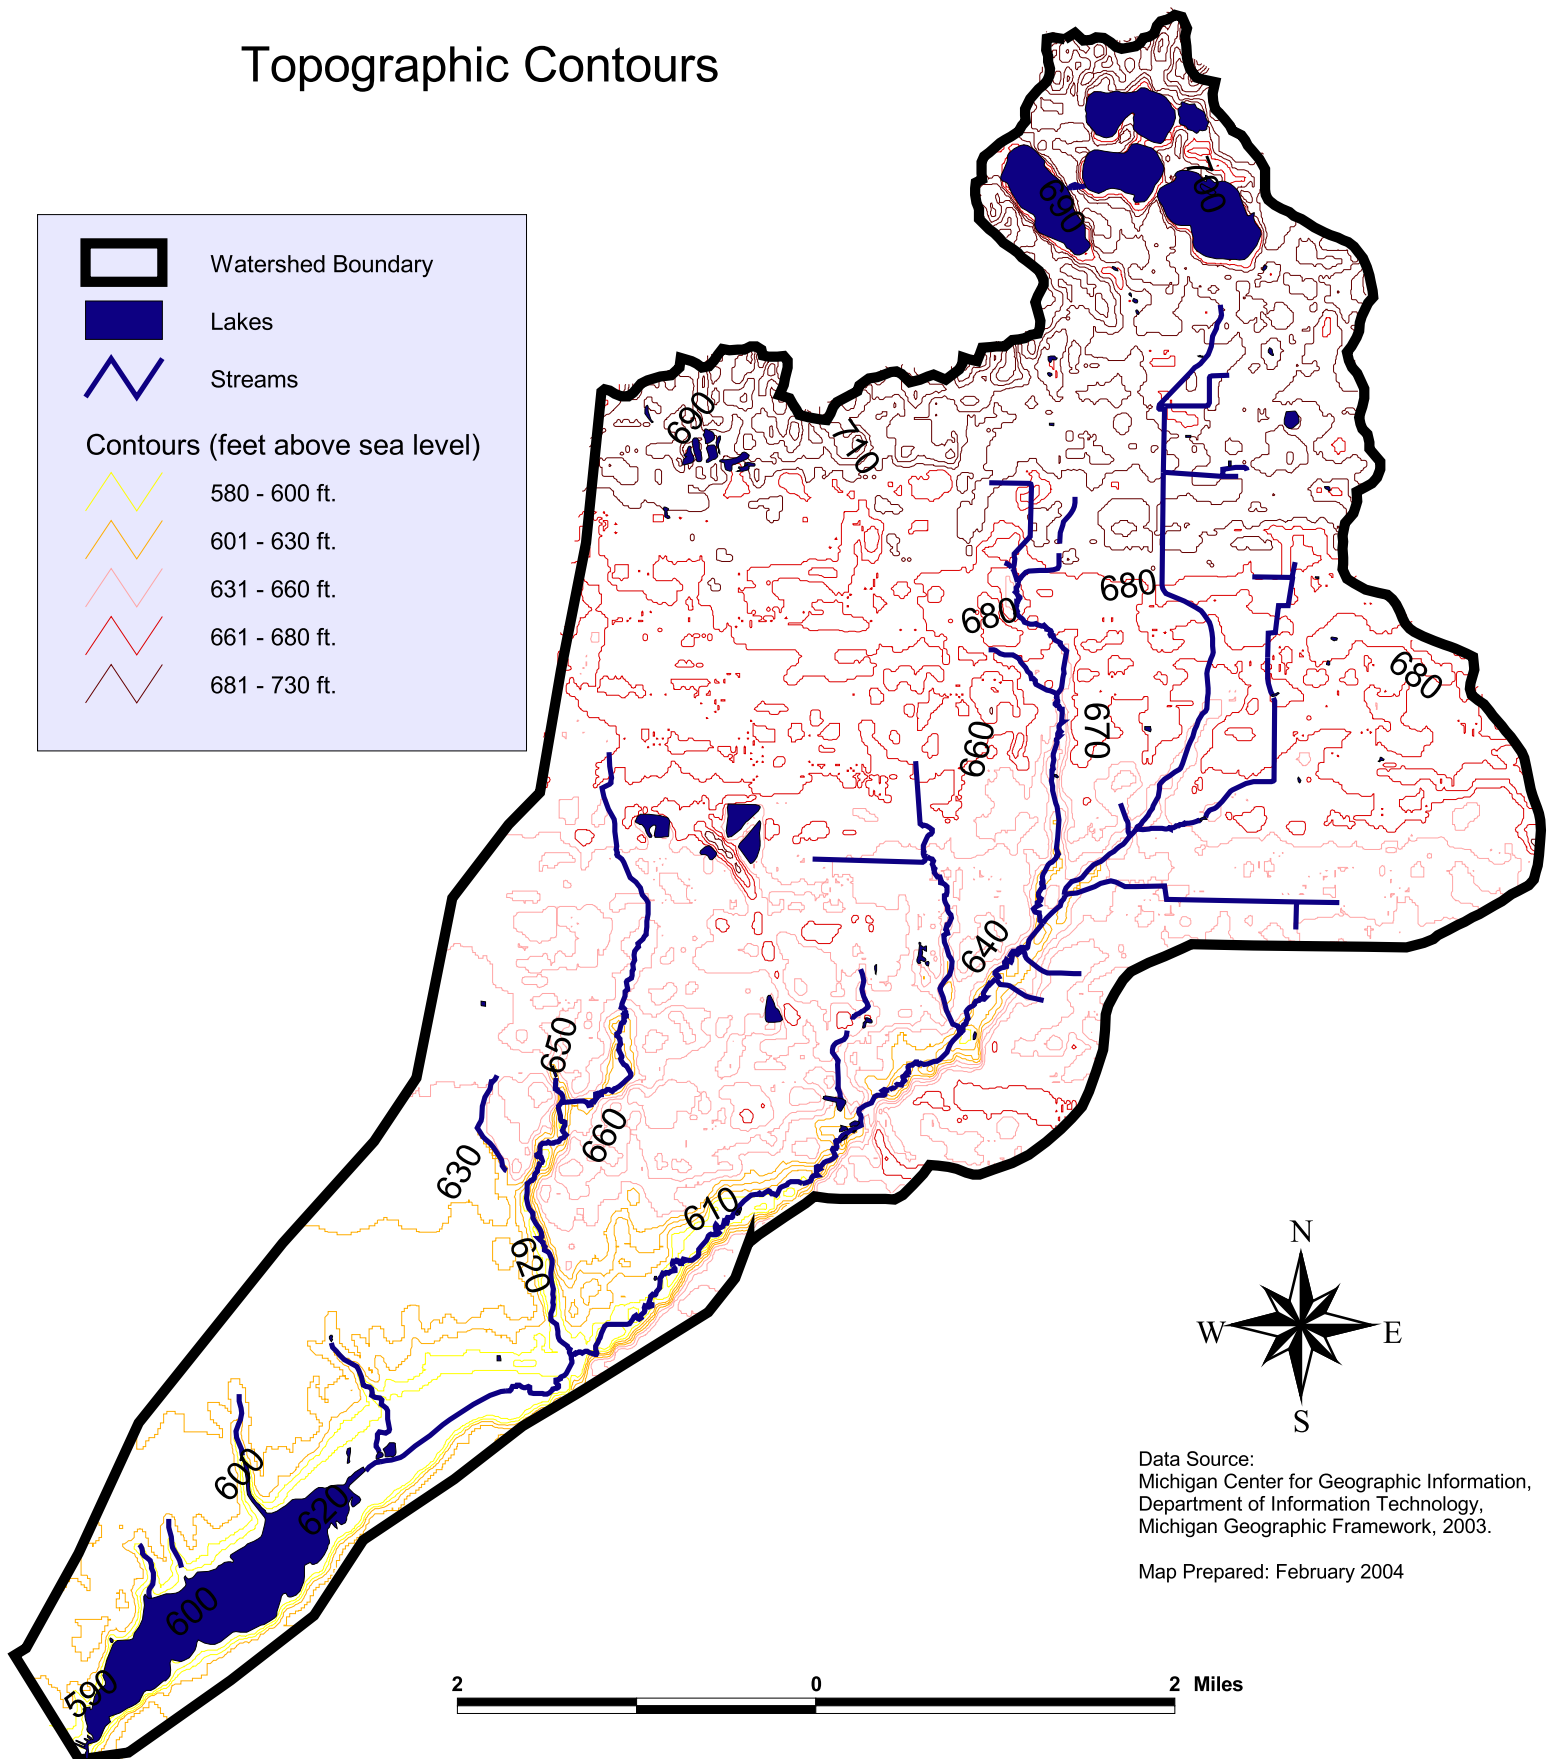 Topographic Contours
Watershed Boundary
Lakes
Streams
Contours (feet above sea level)
580 - 600 ft.
601 - 630 ft.
631 - 660 ft.
661 - 680 ft.
681 - 730 ft.
690
700
690
710
680
680
680
660
670
640
650
660
630
610
620
600
620
600
590
N
W
E
S
Data Source:
Michigan Center for Geographic Information,
Department of Information Technology,
Michigan Geographic Framework, 2003.
Map Prepared: February 2004
2 0 2 Miles